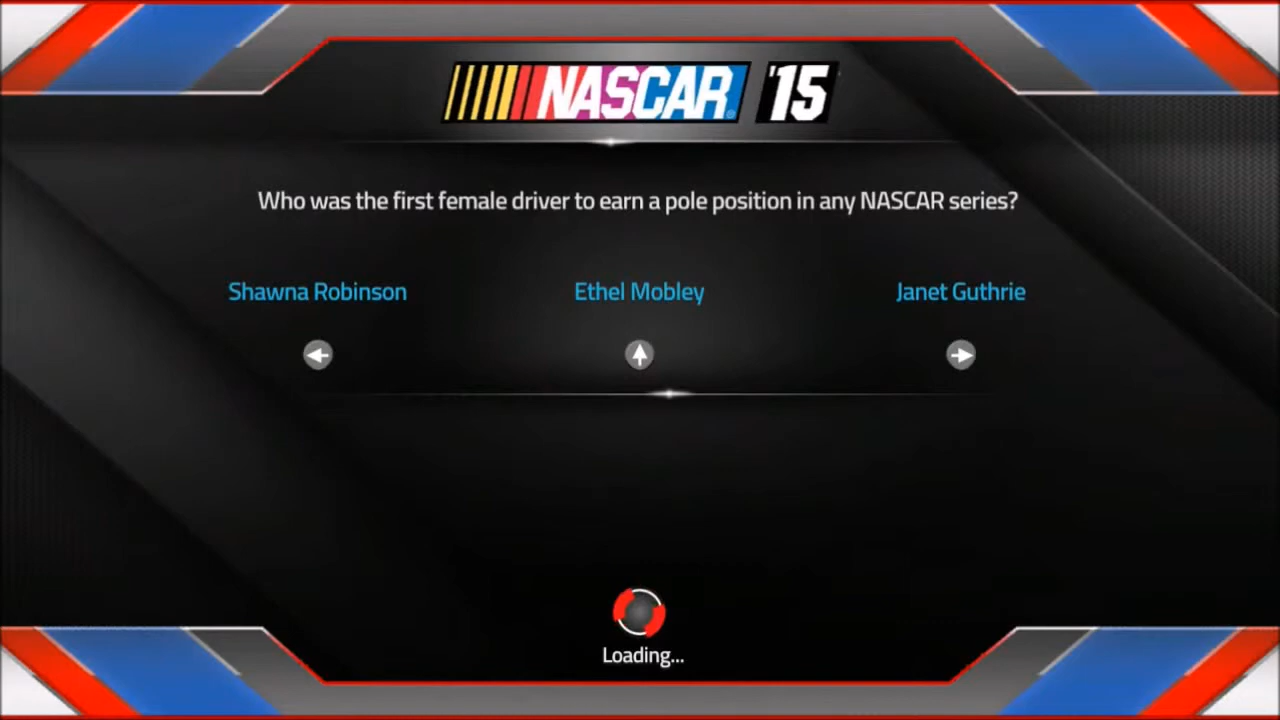 NASCAR '15
Who was the first female driver to earn a pole position in any NASCAR series?
Shawna Robinson
Ethel Mobley
Janet Guthrie
Loading...